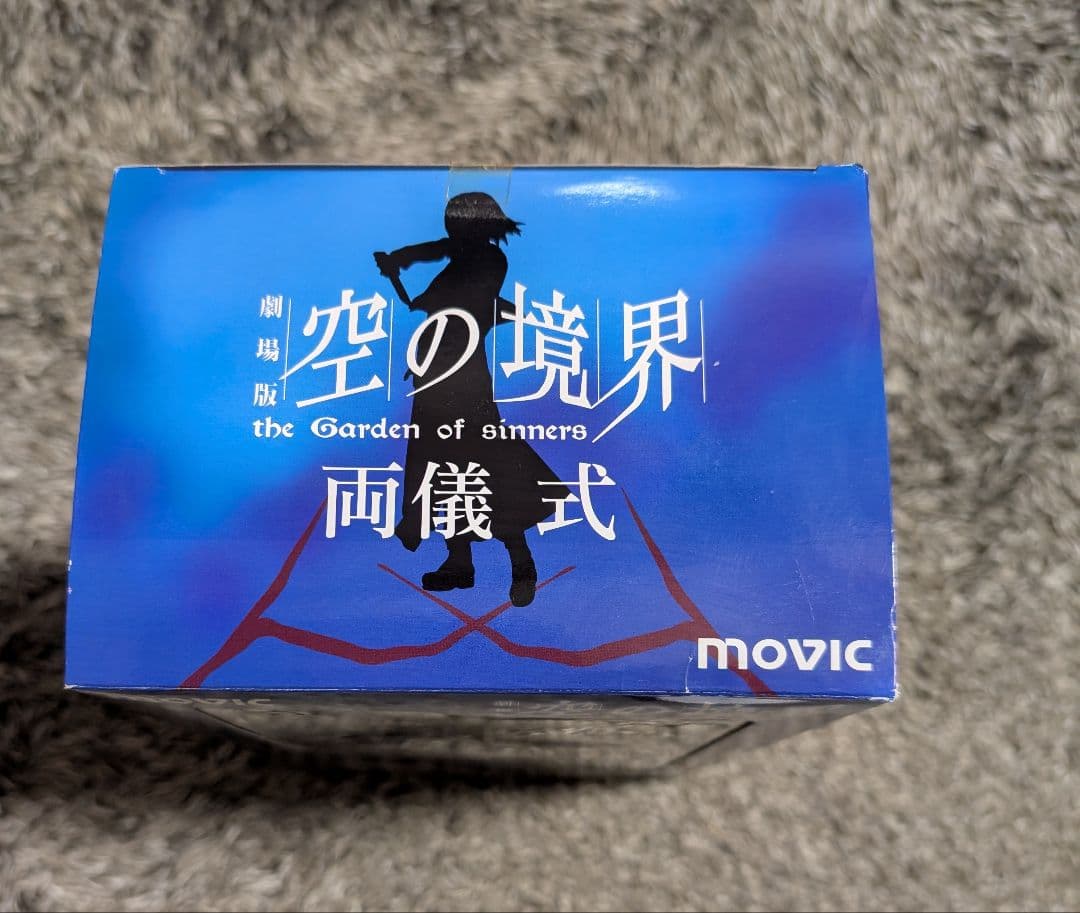 劇場版
空の境界
the Garden of sinners
両儀 式
movic